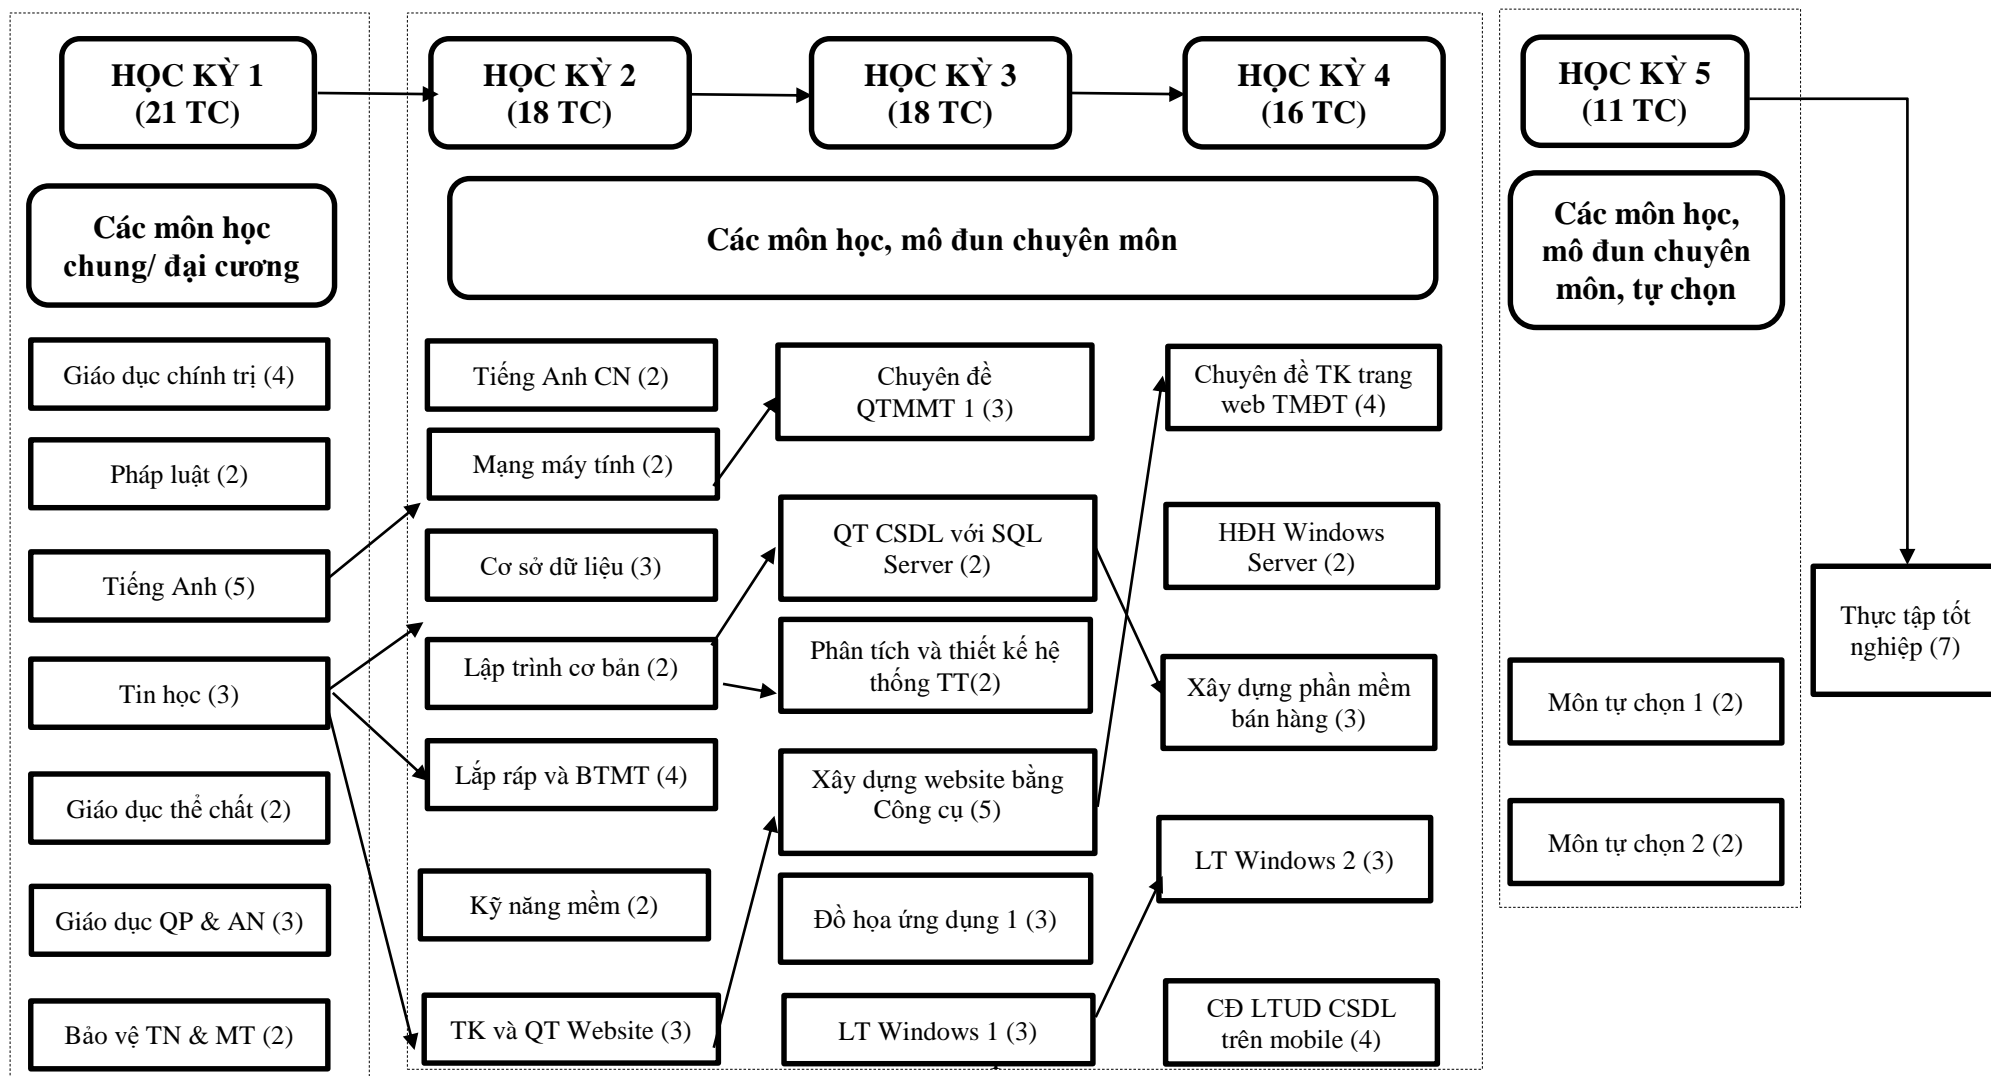 HỌC KỲ 1
(21 TC)
HỌC KỲ 2
(18 TC)
HỌC KỲ 3
(18 TC)
HỌC KỲ 4
(16 TC)
HỌC KỲ 5
(11 TC)
Các môn học
chung/ đại cương
Các môn học, mô đun chuyên môn
Các môn học,
mô đun chuyên
môn, tự chọn
Giáo dục chính trị (4)
Pháp luật (2)
Tiếng Anh (5)
Tin học (3)
Giáo dục thể chất (2)
Giáo dục QP & AN (3)
Bảo vệ TN & MT (2)
Tiếng Anh CN (2)
Mạng máy tính (2)
Cơ sở dữ liệu (3)
Lập trình cơ bản (2)
Lắp ráp và BTMT (4)
Kỹ năng mềm (2)
TK và QT Website (3)
Chuyên đề
QTMMT 1 (3)
QT CSDL với SQL
Server (2)
Phân tích và thiết kế hệ
thống TT(2)
Xây dựng website bằng
Công cụ (5)
Đồ họa ứng dụng 1 (3)
LT Windows 1 (3)
Chuyên đề TK trang
web TMĐT (4)
HĐH Windows
Server (2)
Xây dựng phần mềm
bán hàng (3)
LT Windows 2 (3)
CĐ LTUD CSDL
trên mobile (4)
Môn tự chọn 1 (2)
Môn tự chọn 2 (2)
Thực tập tốt
nghiệp (7)